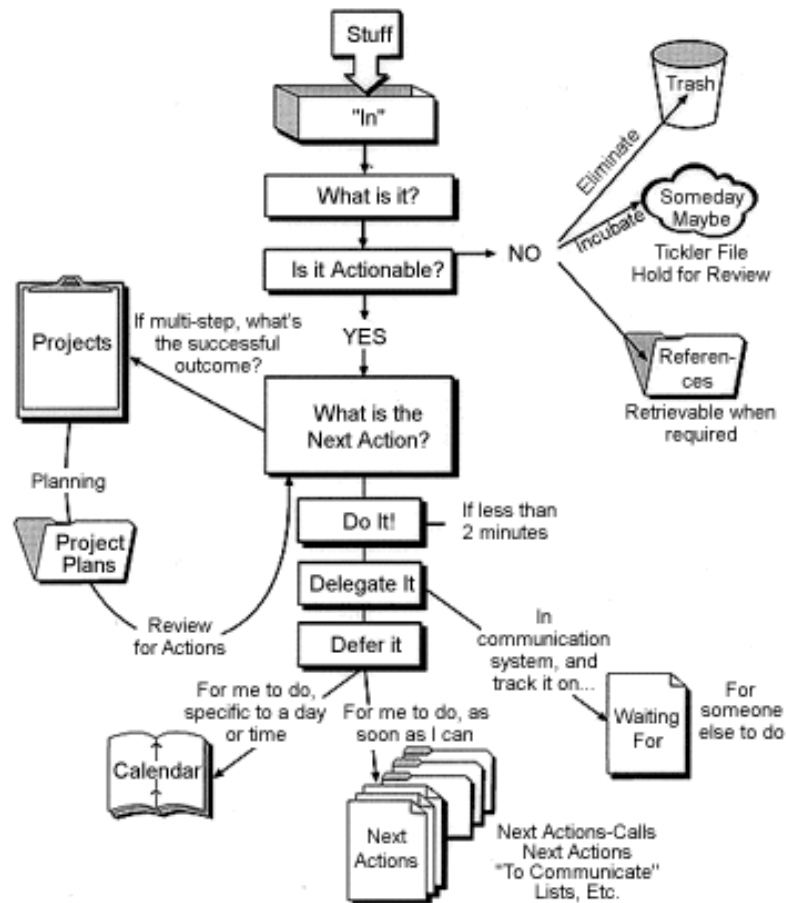 Stuff
"In"
What is it?
Is it Actionable?
NO
Eliminate
Trash
Incubate
Someday
Maybe
Tickler File
Hold for Review
Referen-
ces
Retrievable when
required
YES
What is the
Next Action?
If multi-step, what's
the successful
outcome?
Projects
Planning
Project
Plans
Review
for Actions
Do It!
If less than
2 minutes
Delegate It
In
communication
system, and
track it on...
Waiting
For
For
someone
else to do
Defer it
For me to do,
specific to a day
or time
Calendar
For me to do, as
soon as I can
Next
Actions
Next Actions-Calls
Next Actions
"To Communicate"
Lists, Etc.